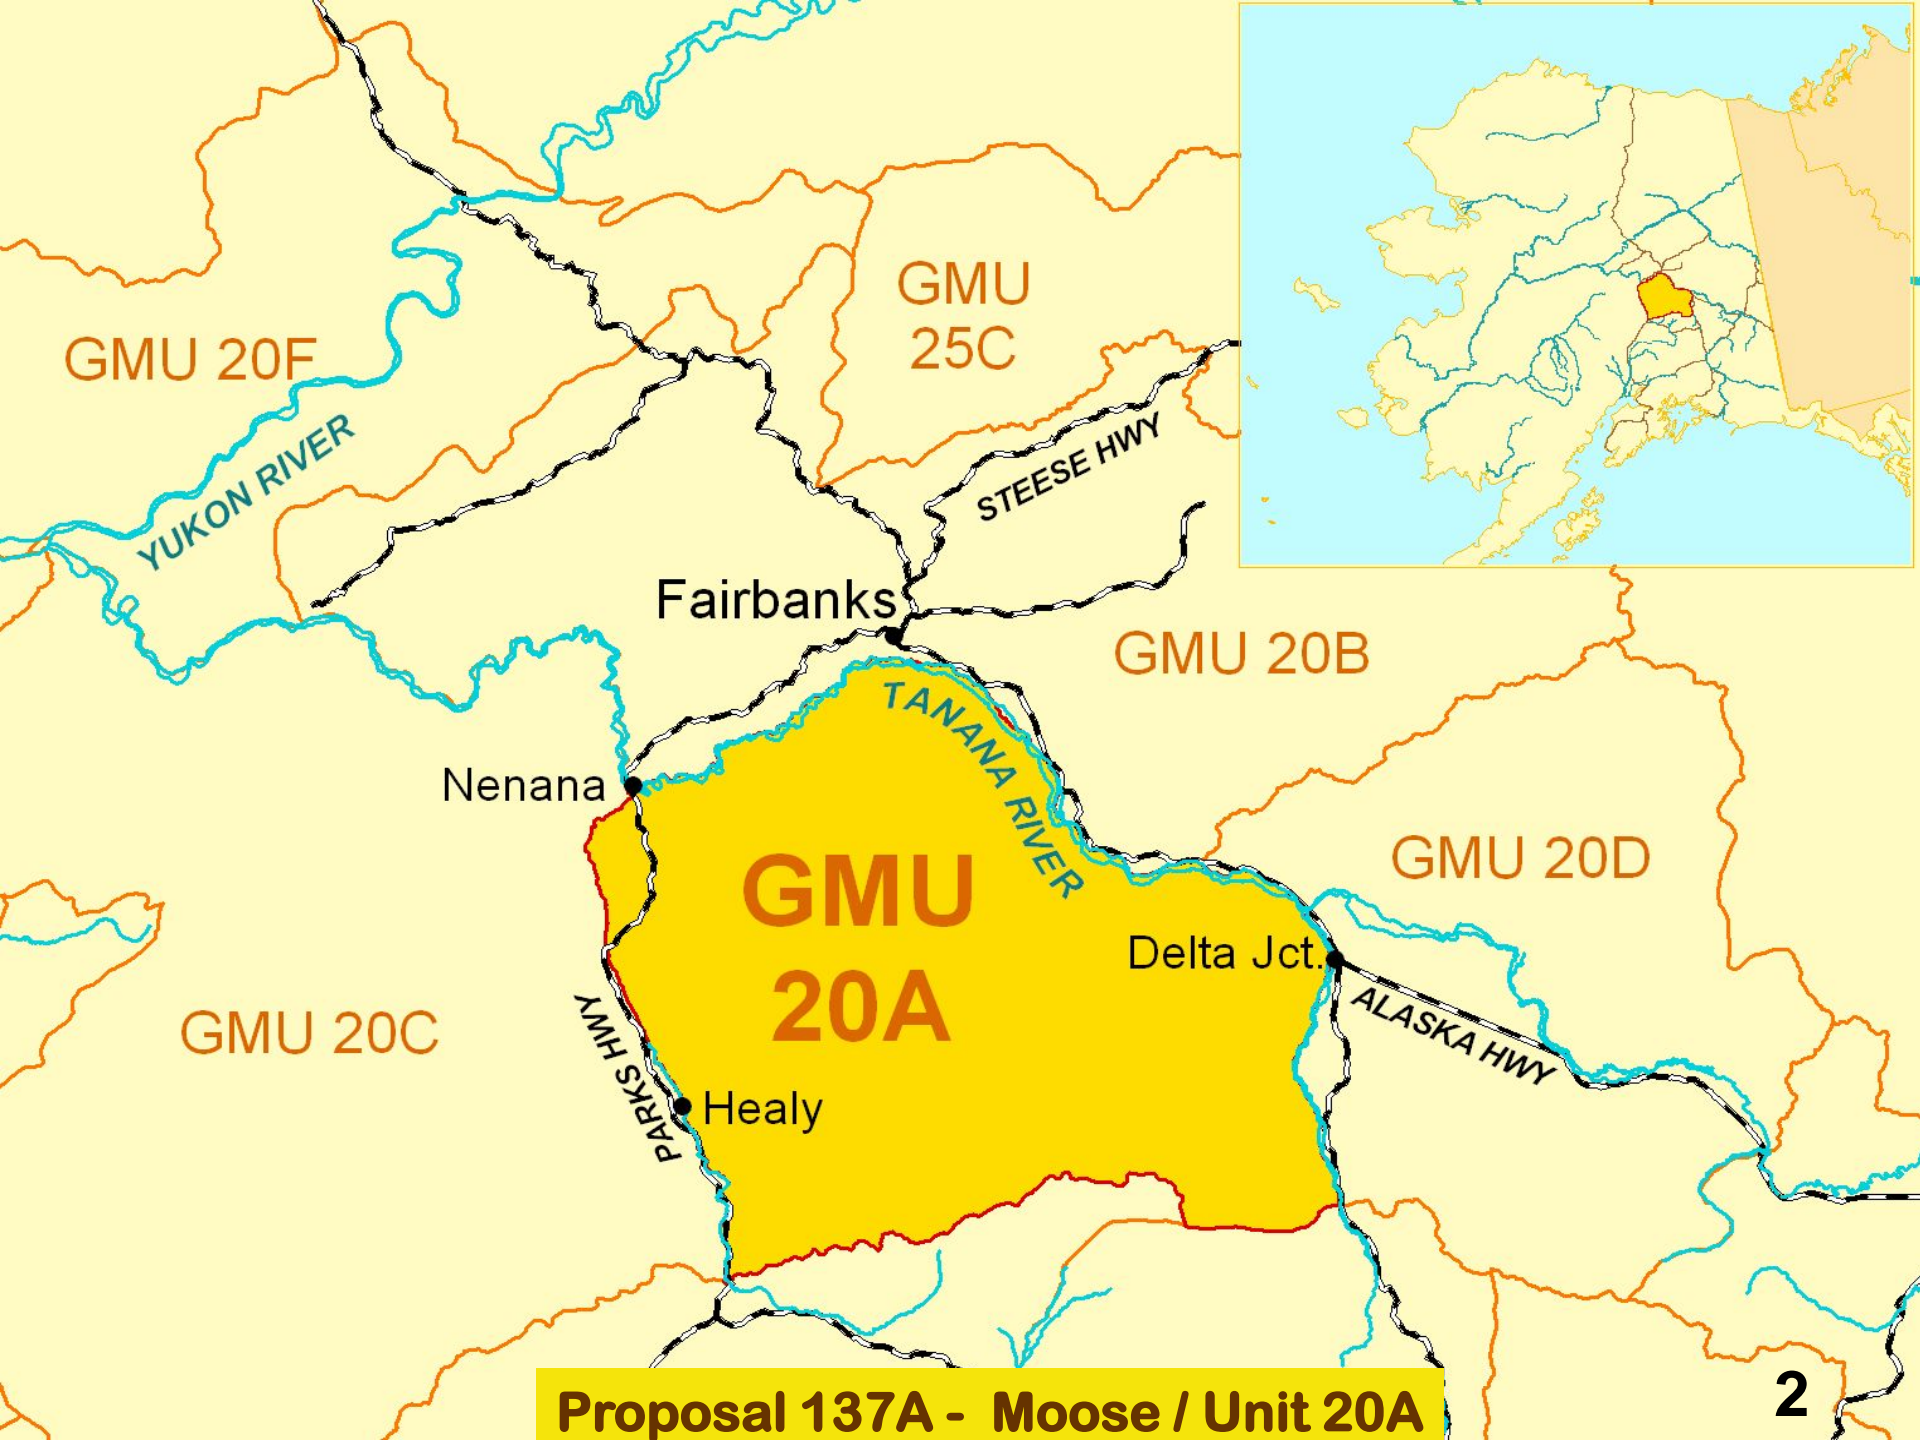 GMU
25C
GMU 20F
YUKON RIVER
STEESE HWY
Fairbanks
GMU 20B
TANANA RIVER
Nenana
GMU
20A
GMU 20D
Delta Jct.
ALASKA HWY
GMU 20C
PARKS HWY
Healy
Proposal 137A - Moose / Unit 20A
2